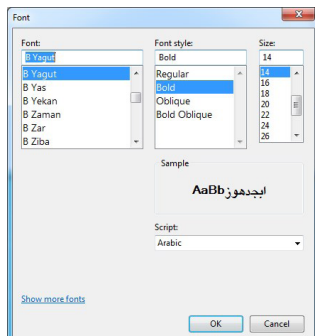 Font
Font: Font style: Size:
B Yagut Bold 14
B Yagut Regular 14
B Yas Bold 16
B Yekan Oblique 18
B Zaman Bold Oblique 20
B Zar 22
B Ziba 24
26
Sample
AaBb ابجدهوز
Script:
Arabic
Show more fonts
OK Cancel